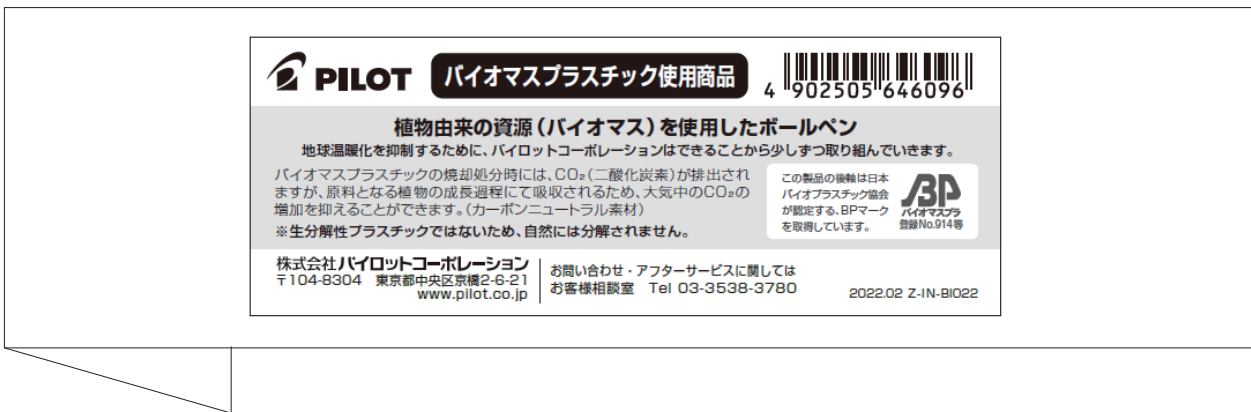 PILOT
バイオマスプラスチック使用商品
4 902505 646096
植物由来の資源（バイオマス）を使用したボールペン
地球温暖化を抑制するために、パイロットコーポレーションはできることから少しずつ取り組んでいきます。
バイオマスプラスチックの焼却処分時には、CO₂（二酸化炭素）が排出され
ますが、原料となる植物の成長過程にて吸収されるため、大気中のCO₂の
増加を抑えることができます。（カーボンニュートラル素材）
※生分解性プラスチックではないため、自然には分解されません。
この製品の後軸は日本
バイオプラスチック協会
が認定する、BPマーク
を取得しています。
BP
バイオマスプラ
登録No.914等
株式会社パイロットコーポレーション
〒104-8304 東京都中央区京橋2-6-21
www.pilot.co.jp
お問い合わせ・アフターサービスに関しては
お客様相談室 Tel 03-3538-3780
2022.02 Z-IN-BIO22